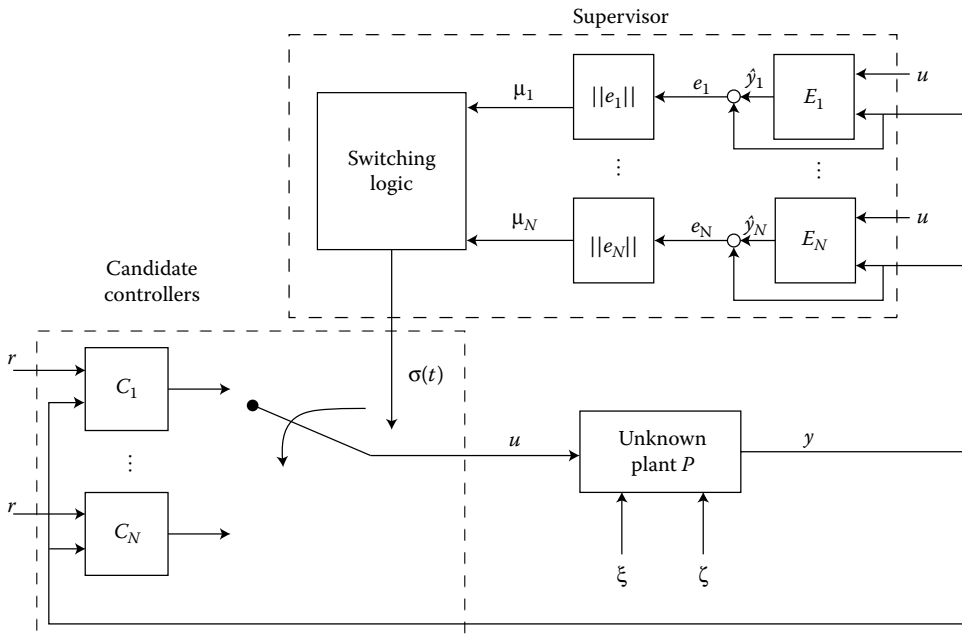 Supervisor
μ1
||e1||
e1
ŷ1
E1
u
Switching
logic
⋮
⋮
μN
||eN||
eN
ŷN
EN
u
Candidate
controllers
r
C1
σ(t)
⋮
u
Unknown
plant P
y
r
CN
ξ
ζ